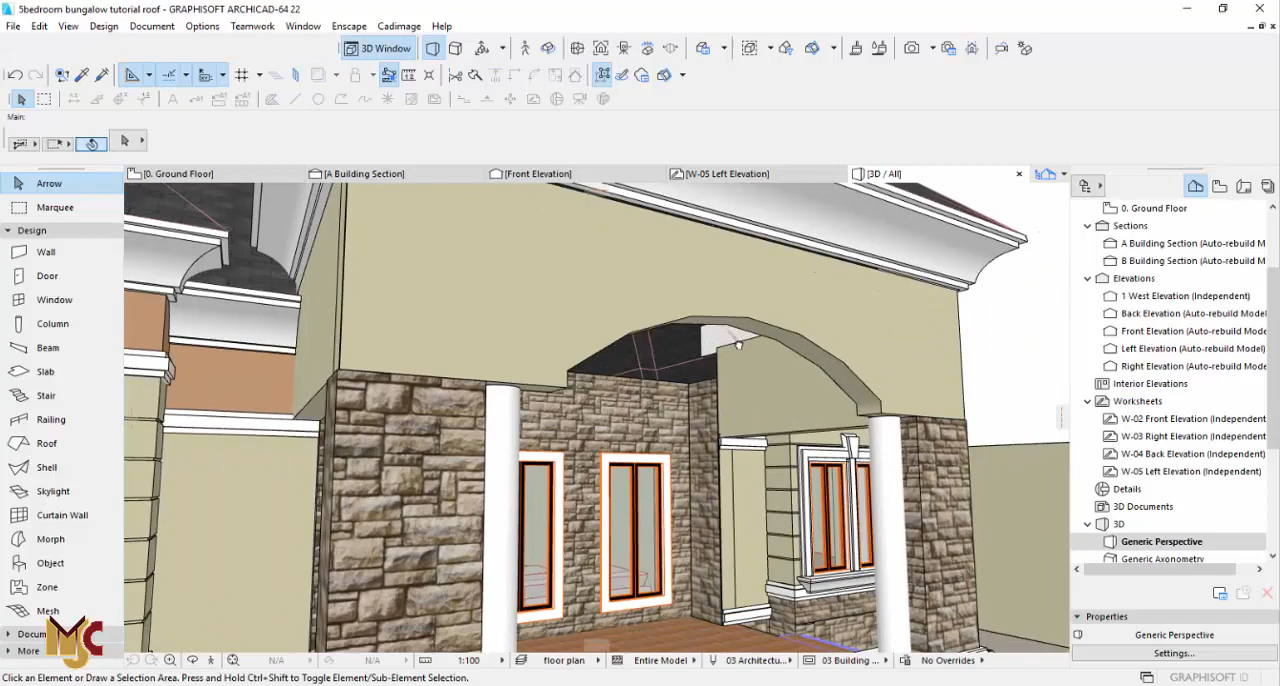 5bedroom bungalow tutorial roof - GRAPHISOFT ARCHICAD-64 22
File Edit View Design Document Options Teamwork Window Enscape Cadimage Help
3D Window
Main:
[0. Ground Floor]
[A Building Section]
[Front Elevation]
[W-05 Left Elevation]
[3D / All]
Arrow
Marquee
Design
Wall
Door
Window
Column
Beam
Slab
Stair
Railing
Roof
Shell
Skylight
Curtain Wall
Morph
Object
Zone
Mesh
Docum
More
MSC
0. Ground Floor
Sections
A Building Section (Auto-rebuild M
B Building Section (Auto-rebuild M
Elevations
1 West Elevation (Independent)
Back Elevation (Auto-rebuild Mode
Front Elevation (Auto-rebuild Mode
Left Elevation (Auto-rebuild Model)
Right Elevation (Auto-rebuild Mode
Interior Elevations
Worksheets
W-02 Front Elevation (Independent
W-03 Right Elevation (Independent
W-04 Back Elevation (Independent
W-05 Left Elevation (Independent)
Details
3D Documents
3D
Generic Perspective
Generic Axonometry
Properties
Generic Perspective
Settings...
N/A
N/A
1:100
floor plan
Entire Model
03 Architectu...
03 Building ...
No Overrides
Click an Element or Draw a Selection Area. Press and Hold Ctrl+Shift to Toggle Element/Sub-Element Selection.
GRAPHISOFT ID